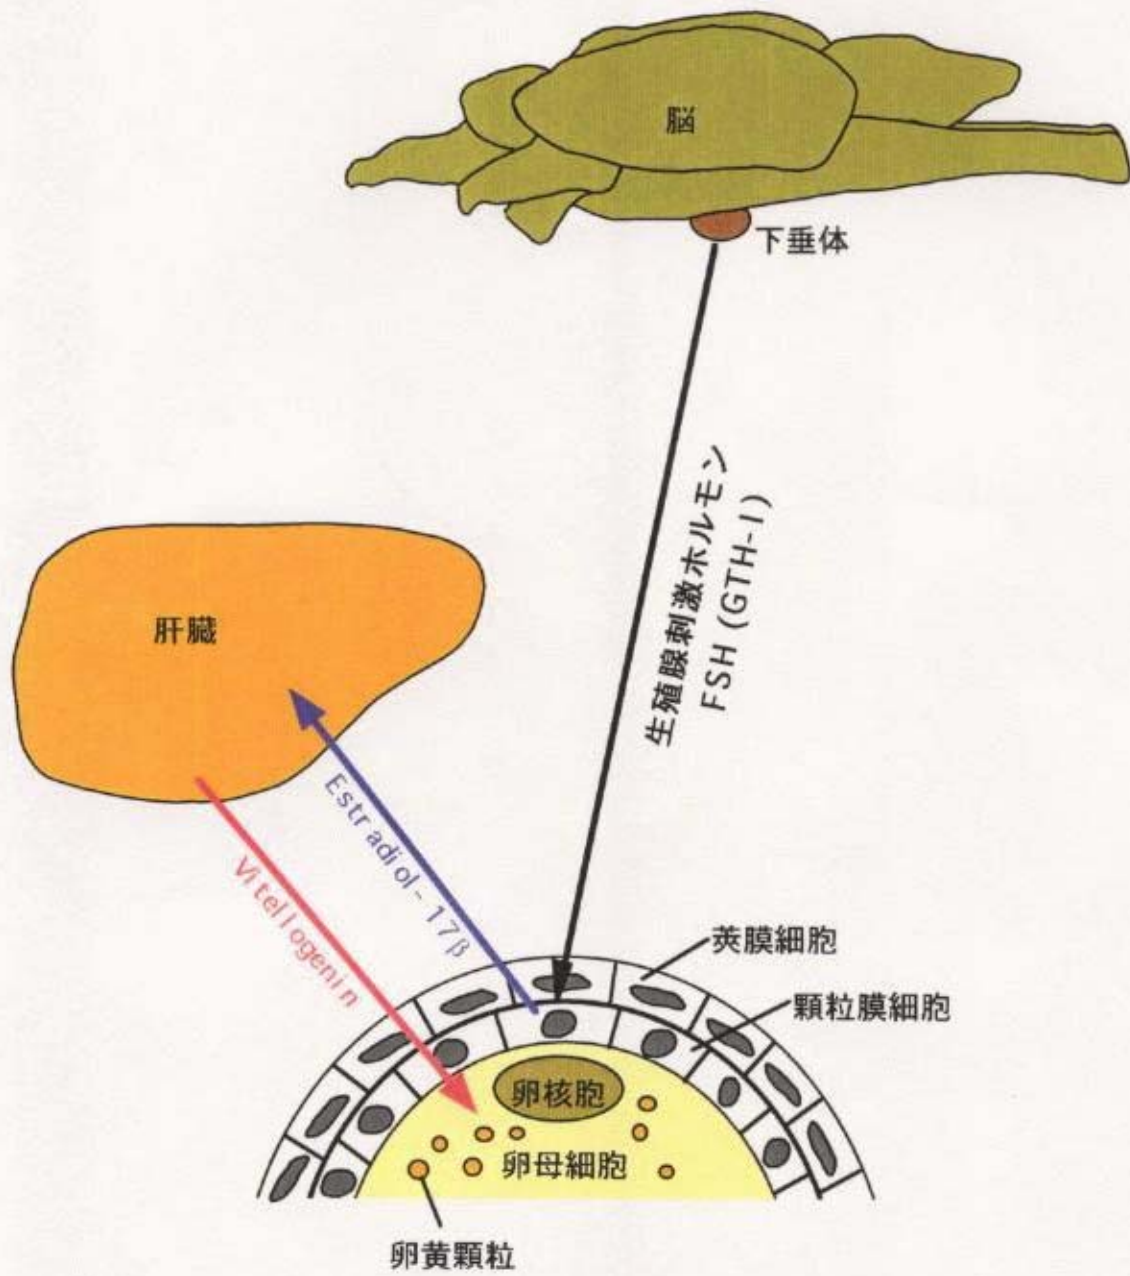 脳
下垂体
生殖腺刺激ホルモン
FSH (GTH-I)
肝臓
Estradiol-17β
Vitellogenin
莢膜細胞
顆粒膜細胞
卵核胞
卵母細胞
卵黄顆粒